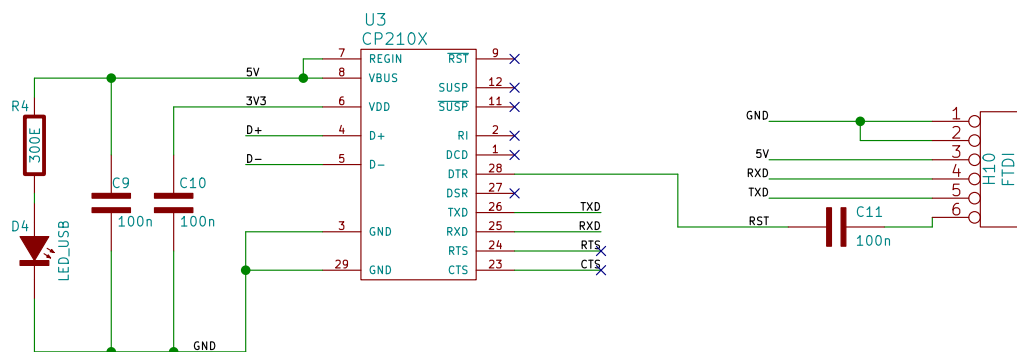 U3
CP210X
7 REGIN RST 9
5V 8 VBUS
SUSP 12
3V3 6 VDD SUSP 11
D+ 4 D+ RI 2
DCD 1
D- 5 D- DTR 28
DSR 27
TXD 26 TXD
3 GND RXD 25 RXD
RTS 24 RTS
29 GND CTS 23 CTS
R4
300E
C9
100n
C10
100n
D4
LED_USB
GND
GND 1
2
5V 3
RXD 4
TXD 5
6
H10
FTDI
RST
C11
100n